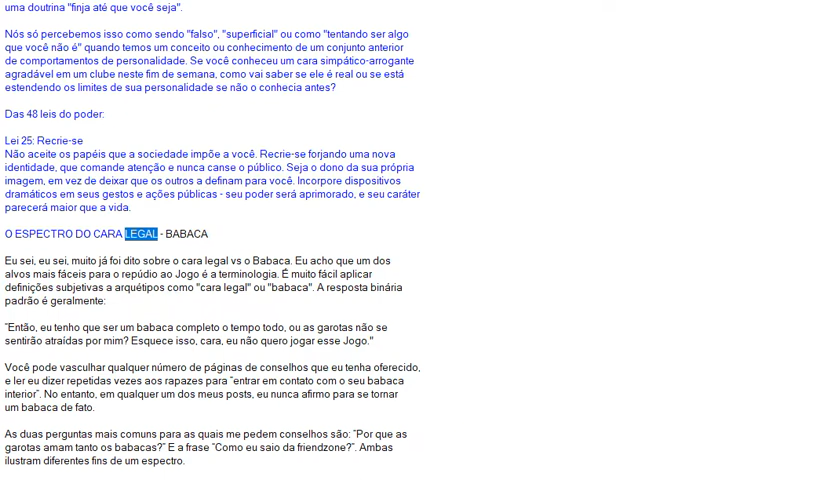 uma doutrina "finja até que você seja".
Nós só percebemos isso como sendo "falso", "superficial" ou como "tentando ser algo
que você não é" quando temos um conceito ou conhecimento de um conjunto anterior
de comportamentos de personalidade. Se você conheceu um cara simpático-arrogante
agradável em um clube neste fim de semana, como vai saber se ele é real ou se está
estendendo os limites de sua personalidade se não o conhecia antes?
Das 48 leis do poder:
Lei 25: Recrie-se
Não aceite os papéis que a sociedade impõe a você. Recrie-se forjando uma nova
identidade, que comande atenção e nunca canse o público. Seja o dono da sua própria
imagem, em vez de deixar que os outros a definam para você. Incorpore dispositivos
dramáticos em seus gestos e ações públicas - seu poder será aprimorado, e seu caráter
parecerá maior que a vida.
O ESPECTRO DO CARA LEGAL - BABACA
Eu sei, eu sei, muito já foi dito sobre o cara legal vs o Babaca. Eu acho que um dos
alvos mais fáceis para o repúdio ao Jogo é a terminologia. É muito fácil aplicar
definições subjetivas a arquétipos como "cara legal" ou "babaca". A resposta binária
padrão é geralmente:
"Então, eu tenho que ser um babaca completo o tempo todo, ou as garotas não se
sentirão atraídas por mim? Esquece isso, cara, eu não quero jogar esse Jogo."
Você pode vasculhar qualquer número de páginas de conselhos que eu tenha oferecido,
e ler eu dizer repetidas vezes aos rapazes para "entrar em contato com o seu babaca
interior". No entanto, em qualquer um dos meus posts, eu nunca afirmo para se tornar
um babaca de fato.
As duas perguntas mais comuns para as quais me pedem conselhos são: "Por que as
garotas amam tanto os babacas?" E a frase "Como eu saio da friendzone?". Ambas
ilustram diferentes fins de um espectro.